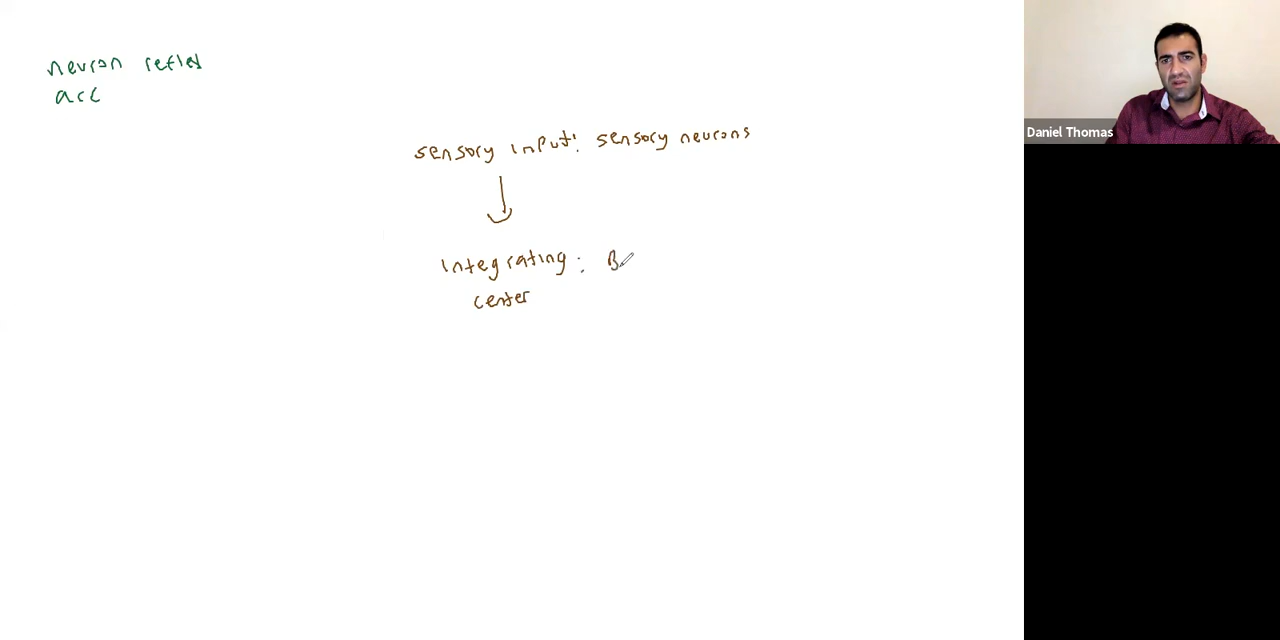 neuron reflex
arc
Daniel Thomas
sensory input: sensory neurons
integrating: B
center